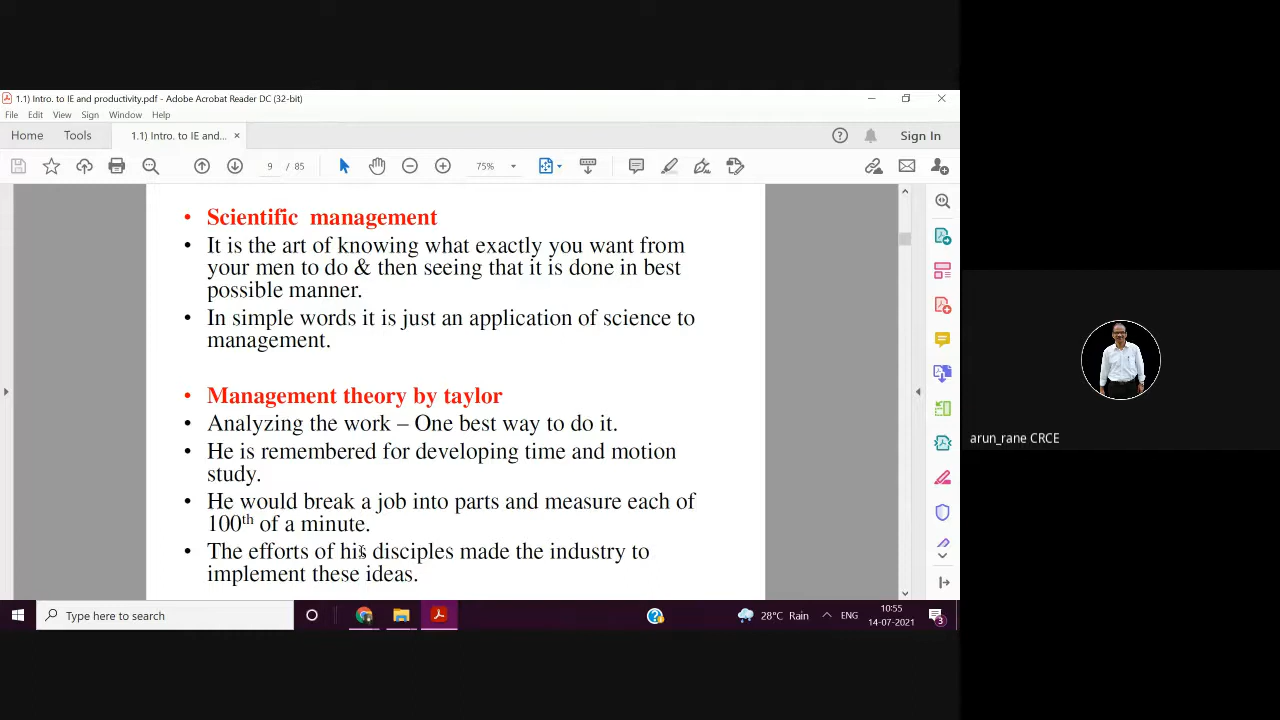 1.1) Intro. to IE and productivity.pdf - Adobe Acrobat Reader DC (32-bit)
File Edit View Sign Window Help
Home Tools 1.1) Intro. to IE and... × Sign In
9 / 85 75%
• Scientific management
• It is the art of knowing what exactly you want from
your men to do & then seeing that it is done in best
possible manner.
• In simple words it is just an application of science to
management.
• Management theory by taylor
• Analyzing the work – One best way to do it.
• He is remembered for developing time and motion
study.
• He would break a job into parts and measure each of
100th of a minute.
• The efforts of his disciples made the industry to
implement these ideas.
arun_rane CRCE
Type here to search
28°C Rain ENG
10:55
14-07-2021
3